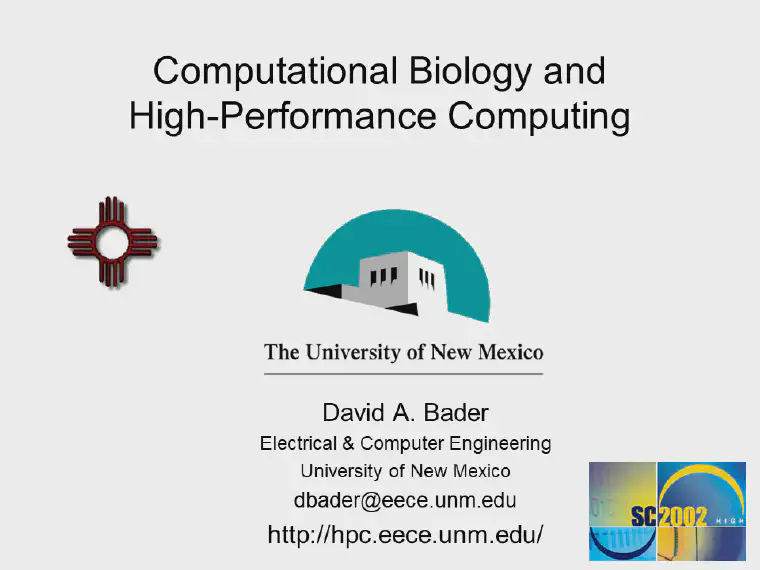 Computational Biology and
High-Performance Computing
The University of New Mexico
David A. Bader
Electrical & Computer Engineering
University of New Mexico
dbader@eece.unm.edu
http://hpc.eece.unm.edu/
SC2002 HIGH